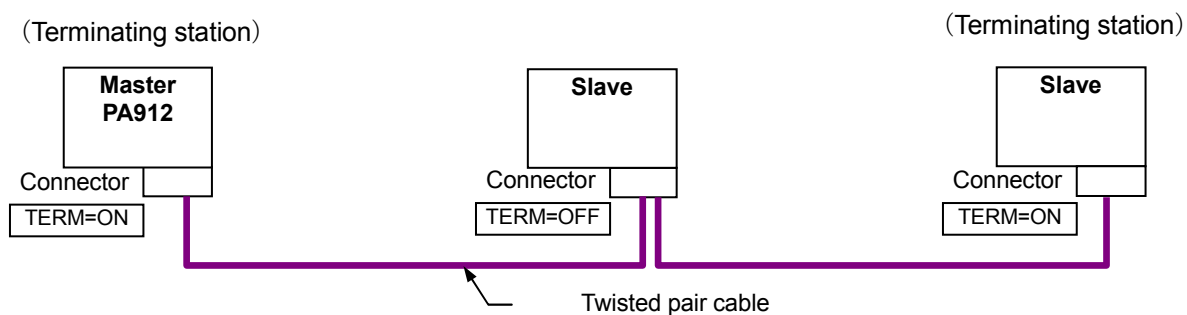 （Terminating station）
（Terminating station）
Master
PA912
Slave
Slave
Connector
Connector
Connector
TERM=ON
TERM=OFF
TERM=ON
Twisted pair cable